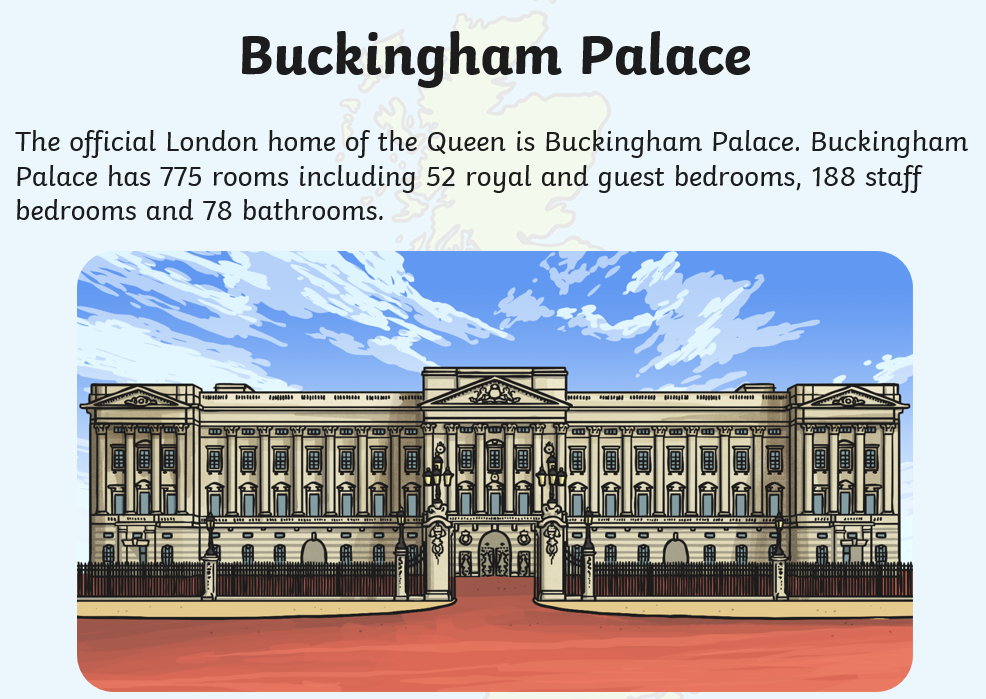 Buckingham Palace
The official London home of the Queen is Buckingham Palace. Buckingham
Palace has 775 rooms including 52 royal and guest bedrooms, 188 staff
bedrooms and 78 bathrooms.